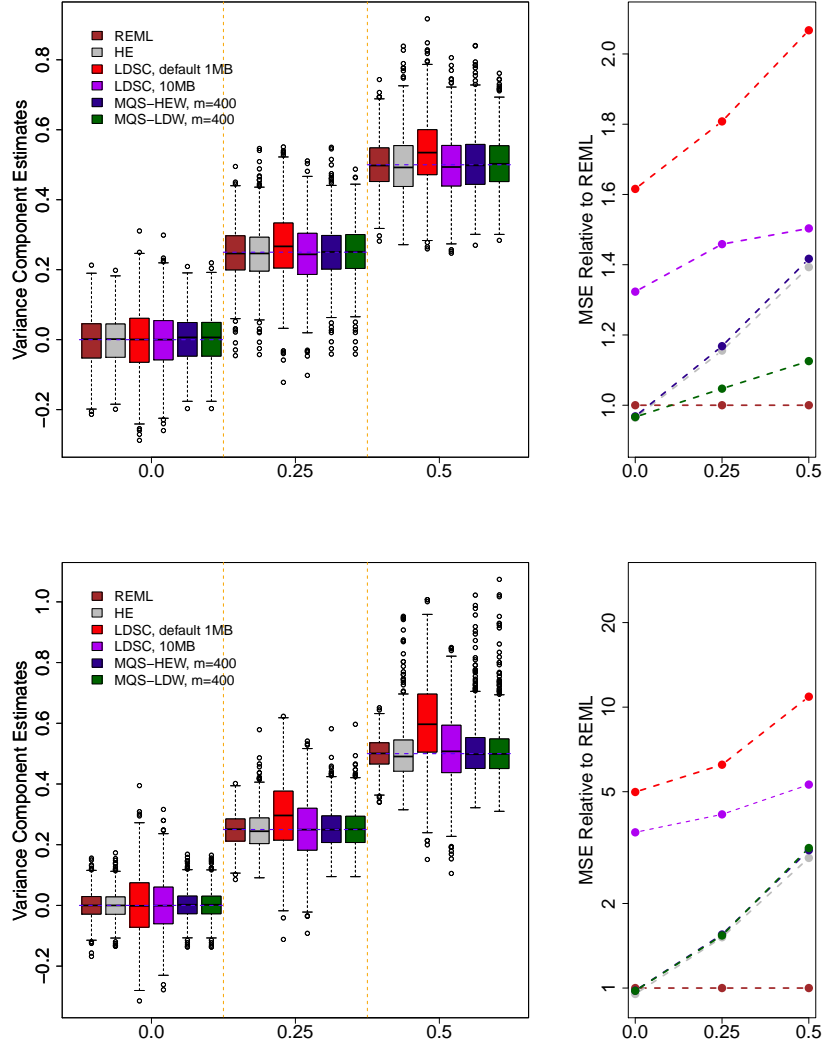 Variance Component Estimates
0.8
0.6
0.4
0.2
0.0
−0.2
REML
HE
LDSC, default 1MB
LDSC, 10MB
MQS−HEW, m=400
MQS−LDW, m=400
0.0
0.25
0.5
MSE Relative to REML
2.0
1.8
1.6
1.4
1.2
1.0
0.0
0.25
0.5
Variance Component Estimates
1.0
0.8
0.6
0.4
0.2
0.0
−0.2
REML
HE
LDSC, default 1MB
LDSC, 10MB
MQS−HEW, m=400
MQS−LDW, m=400
0.0
0.25
0.5
MSE Relative to REML
20
10
5
2
1
0.0
0.25
0.5